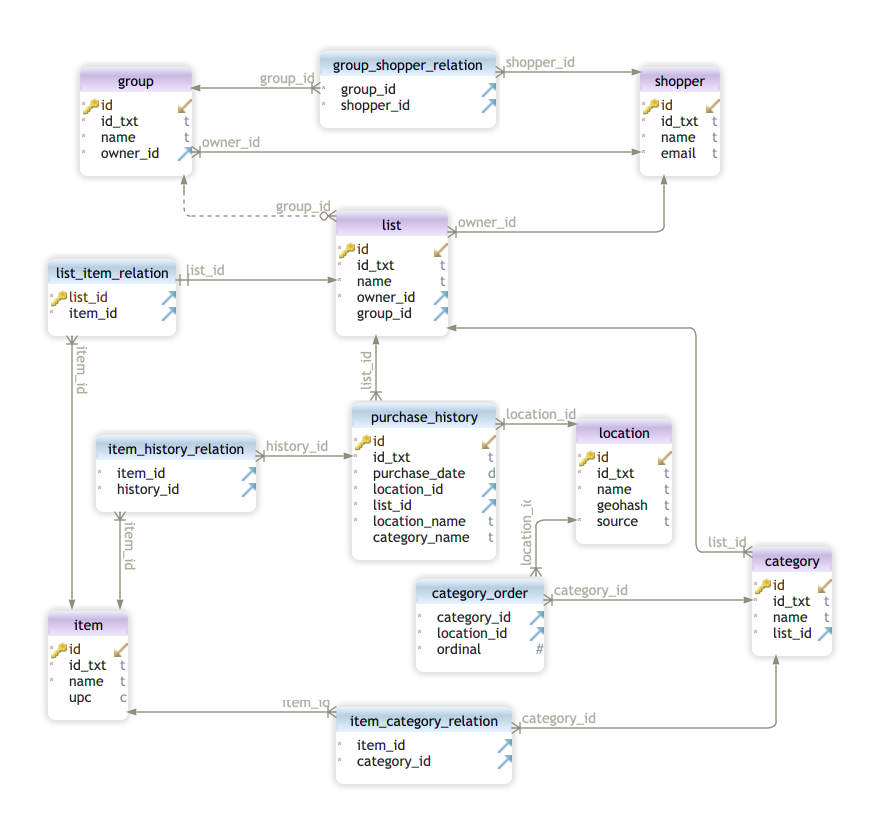 group
id
id_txt t
name t
owner_id
group_id
group_shopper_relation
group_id
shopper_id
shopper_id
shopper
id
id_txt t
name t
email t
owner_id
group_id
list
id
id_txt t
name t
owner_id
group_id
owner_id
list_item_relation
list_id
item_id
list_id
item_id
list_id
purchase_history
id
id_txt t
purchase_date d
location_id
list_id
location_name t
category_name t
location_id
location
id
id_txt t
name t
geohash t
source t
item_history_relation
item_id
history_id
history_id
item_id
location_id
list_id
category
id
id_txt t
name t
list_id
category_order
category_id
location_id
ordinal #
category_id
item
id
id_txt t
name t
upc c
item_id
item_category_relation
item_id
category_id
category_id